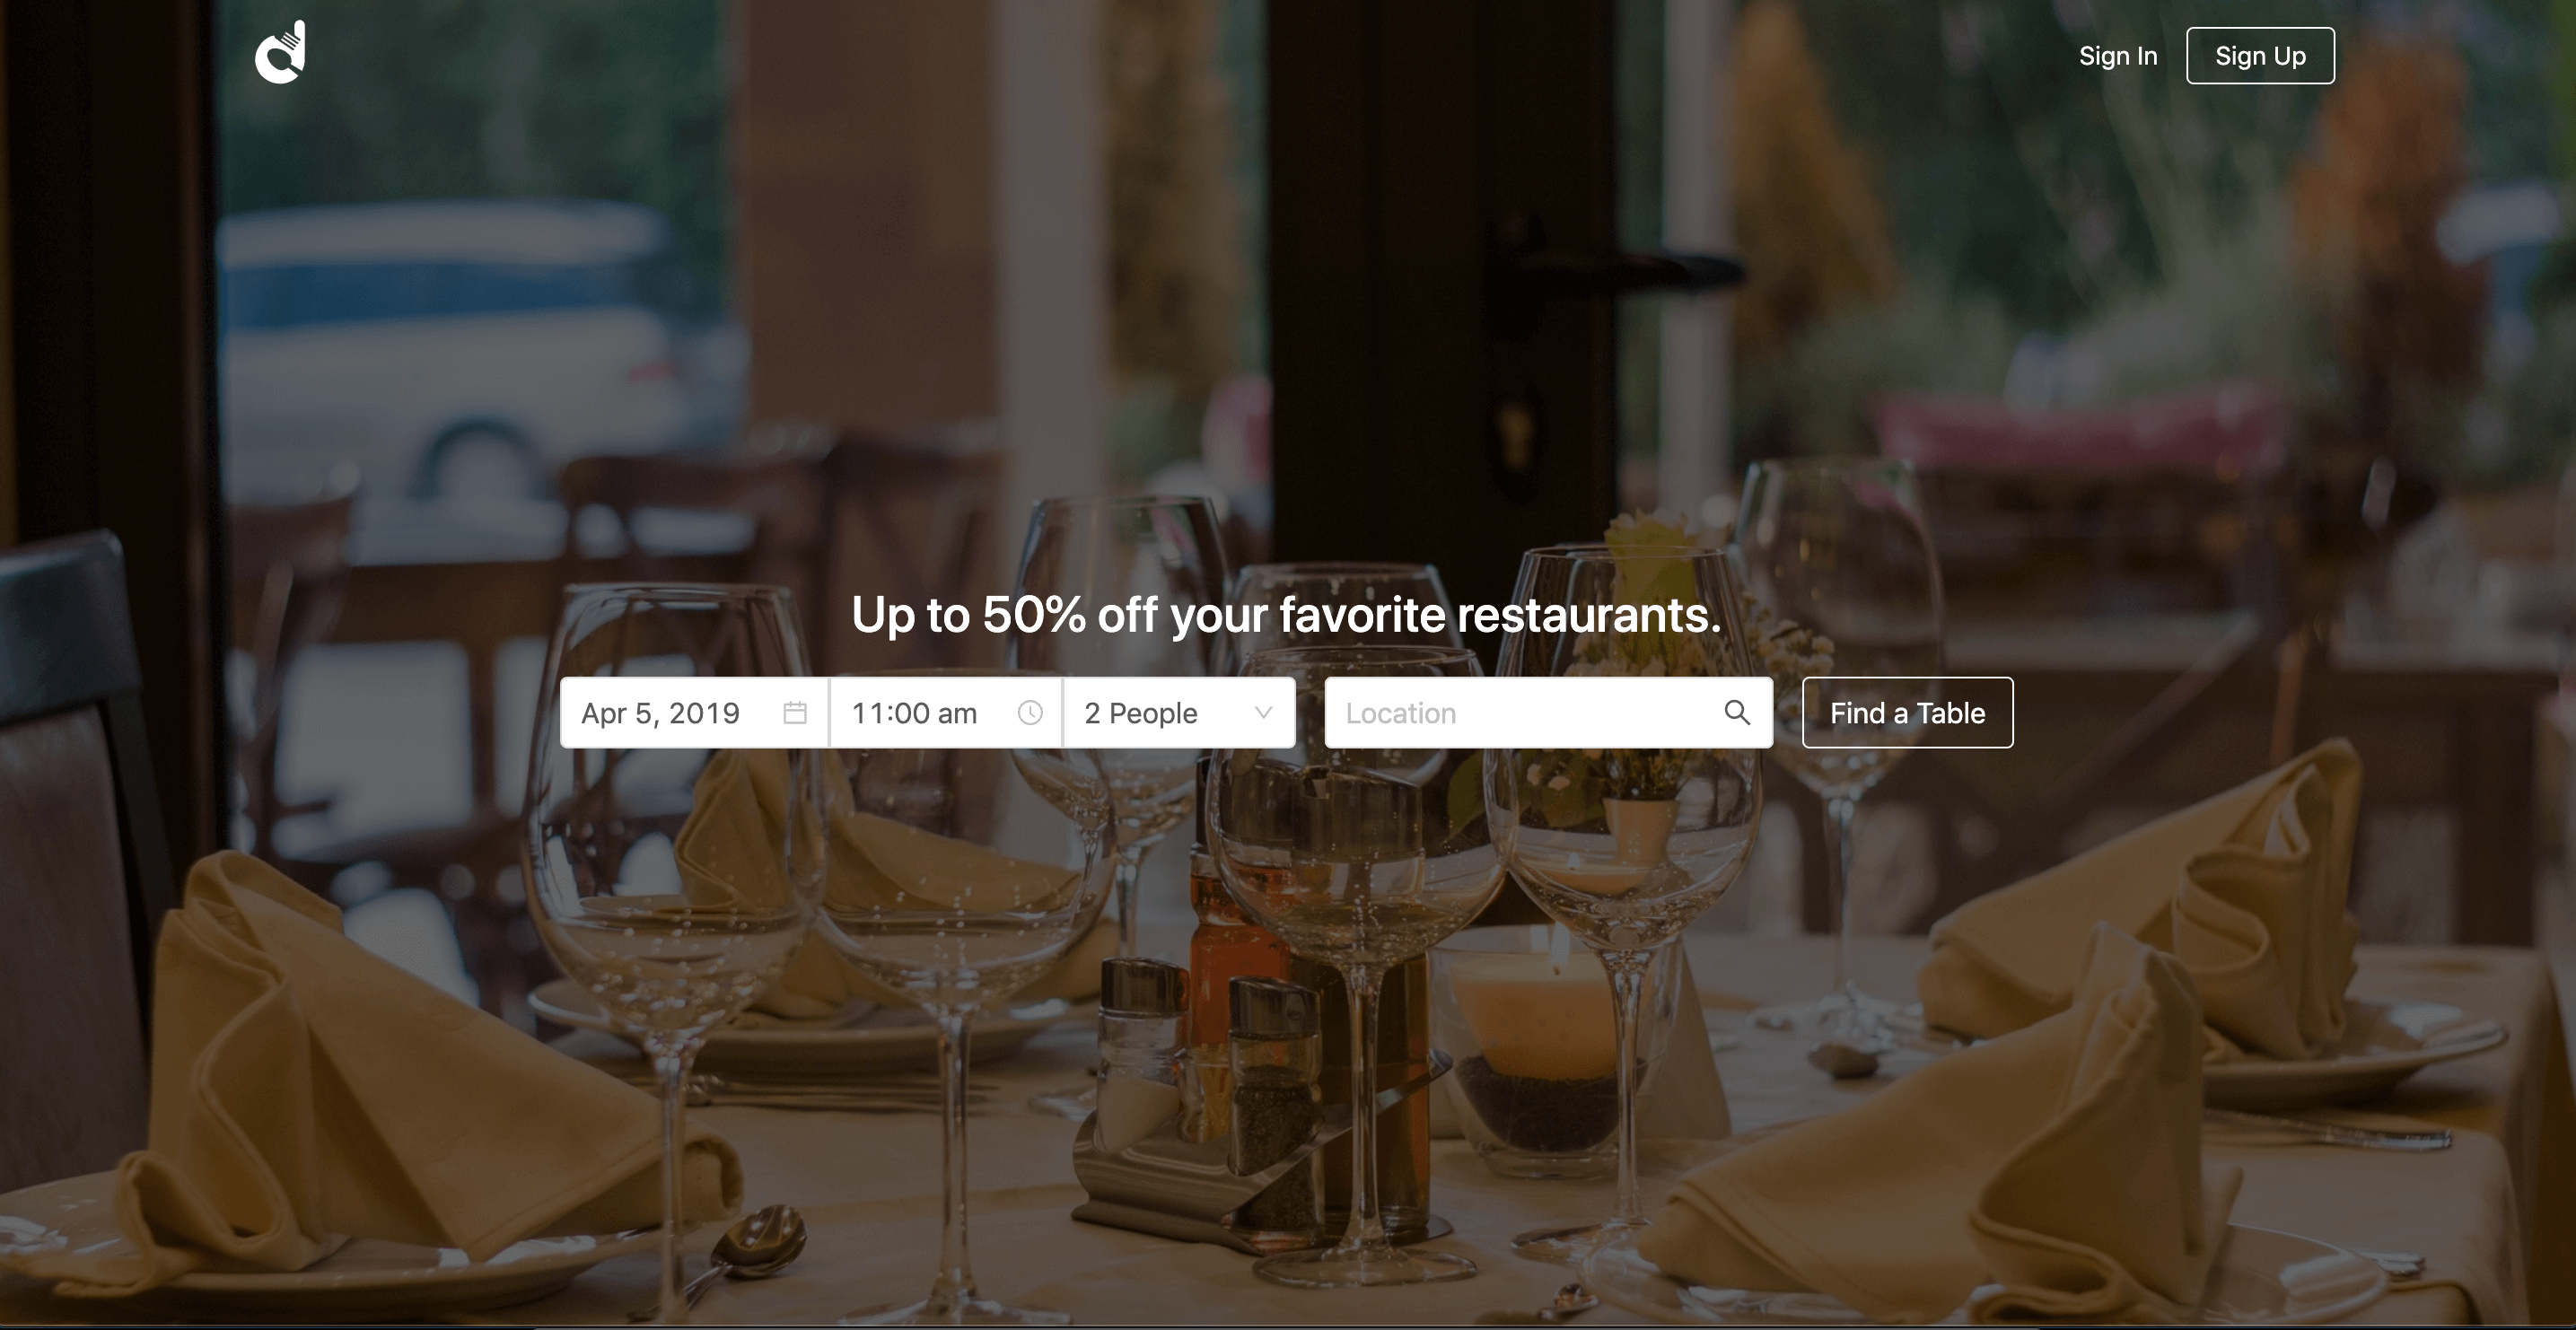 Sign In
Sign Up
Up to 50% off your favorite restaurants.
Apr 5, 2019
11:00 am
2 People
Location
Find a Table